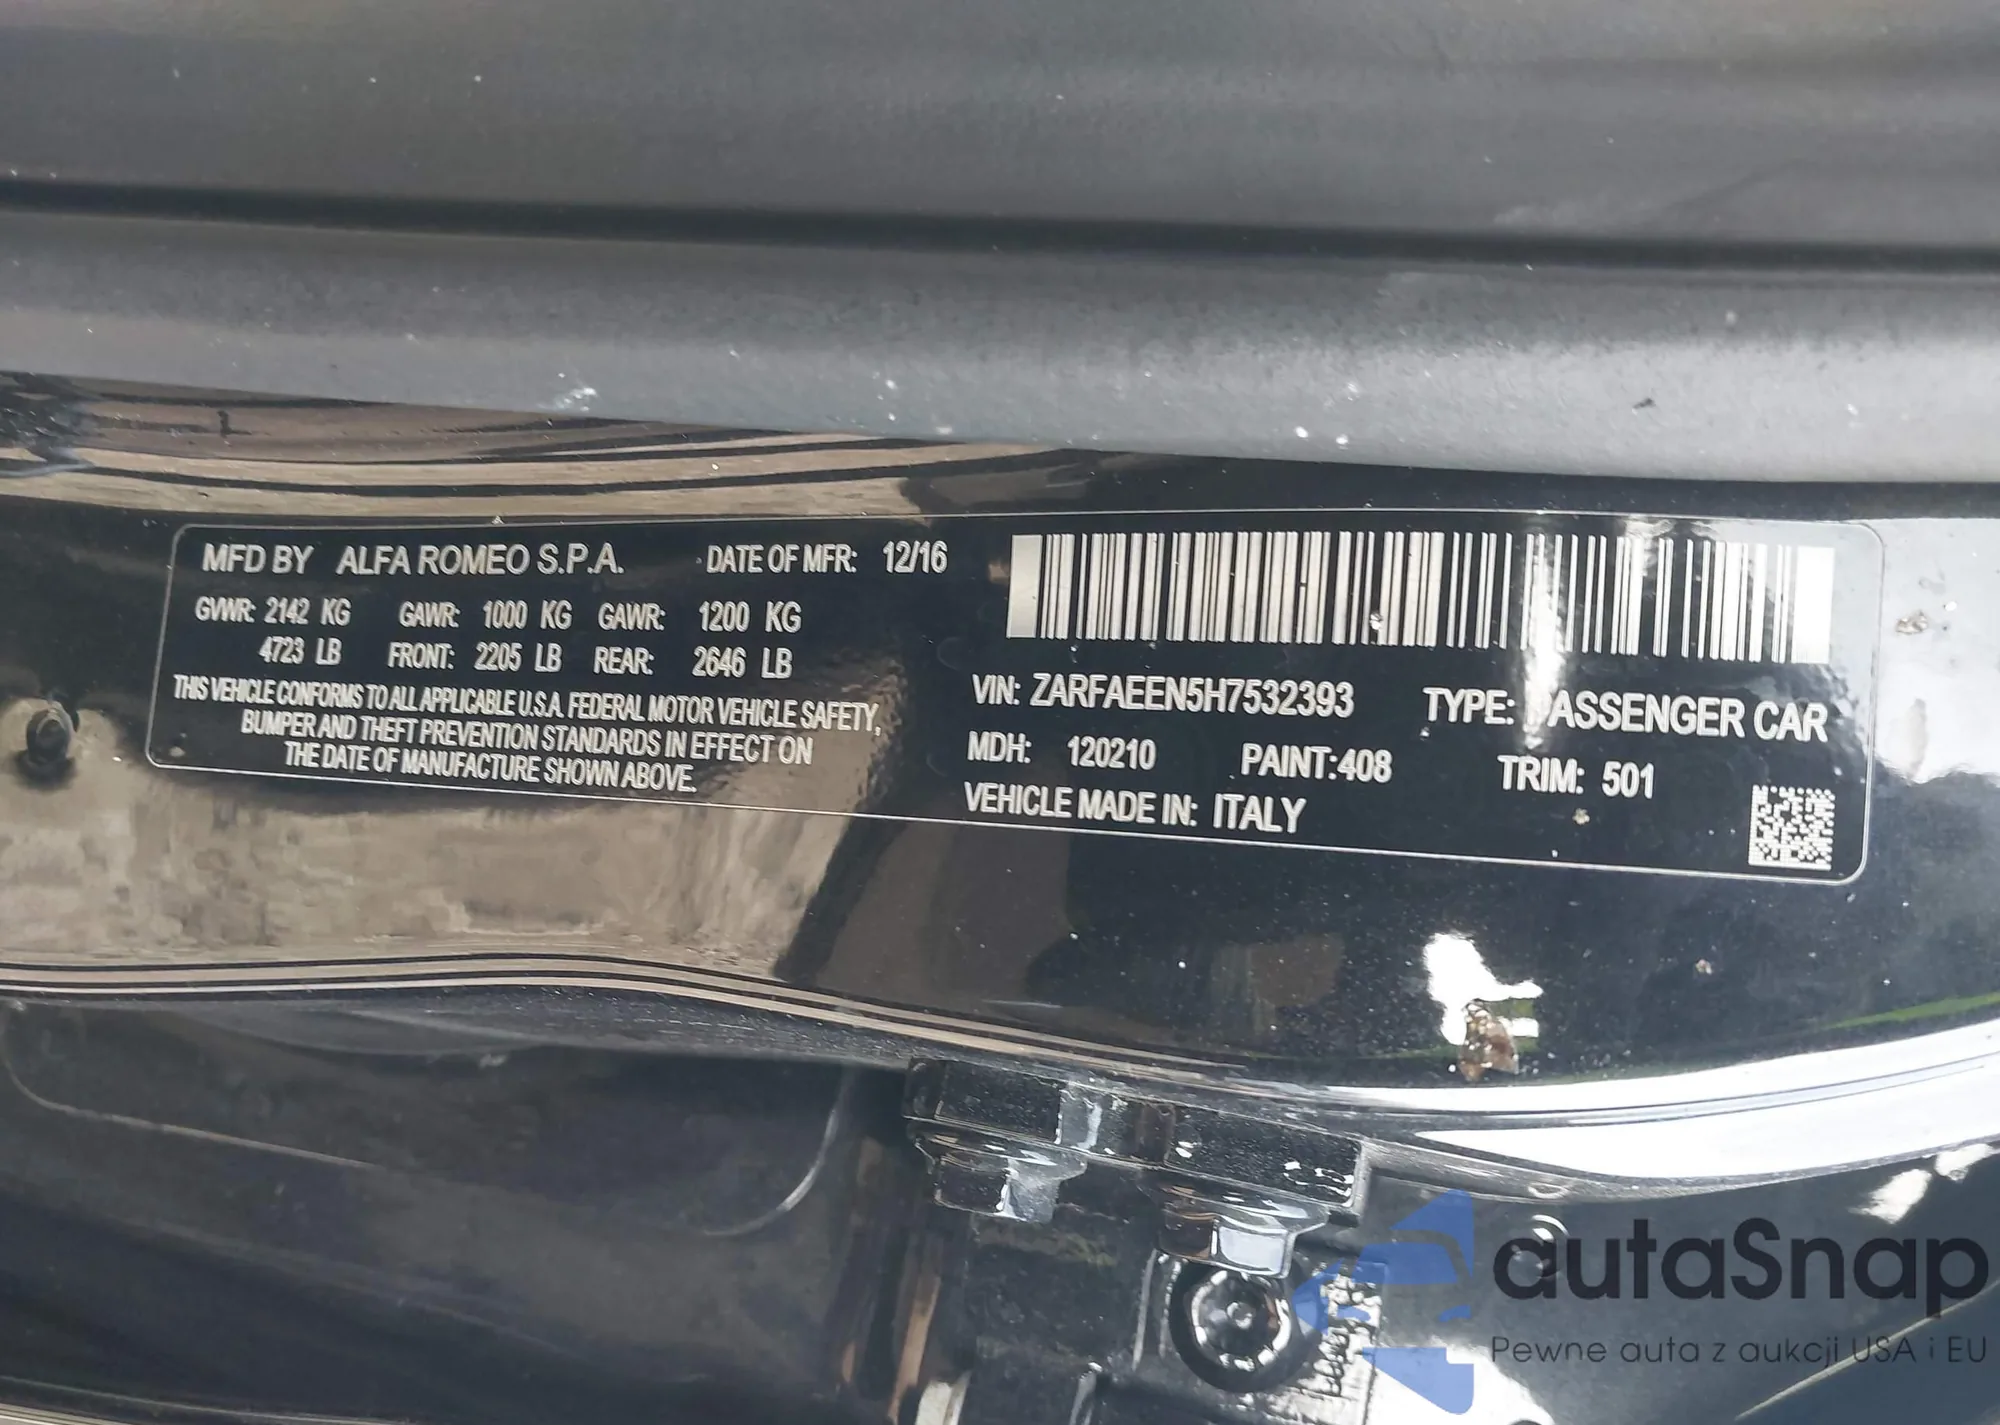 MFD BY ALFA ROMEO S.P.A. DATE OF MFR: 12/16
GVWR: 2142 KG GAWR: 1000 KG GAWR: 1200 KG
4723 LB FRONT: 2205 LB REAR: 2646 LB
THIS VEHICLE CONFORMS TO ALL APPLICABLE U.S.A. FEDERAL MOTOR VEHICLE SAFETY,
BUMPER AND THEFT PREVENTION STANDARDS IN EFFECT ON
THE DATE OF MANUFACTURE SHOWN ABOVE.
VIN: ZARFAEEN5H7532393 TYPE: PASSENGER CAR
MDH: 120210 PAINT:408 TRIM: 501
VEHICLE MADE IN: ITALY
autaSnap
Pewne auta z aukcji USA i EU